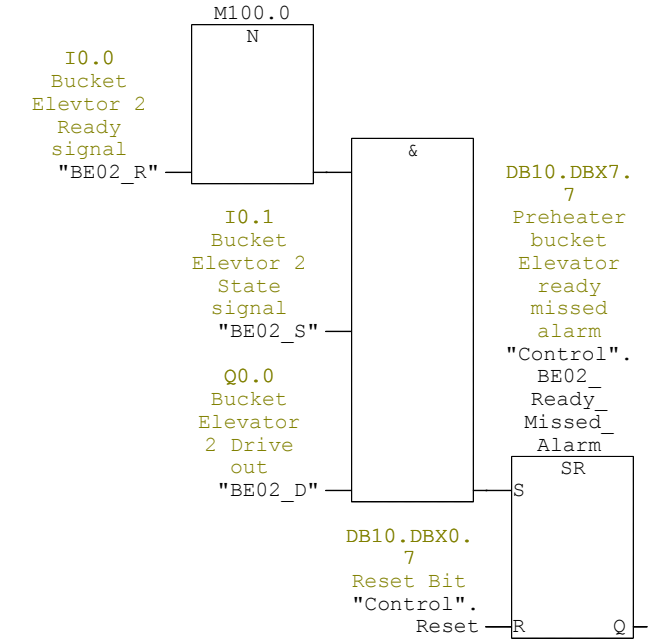 M100.0
N
I0.0
Bucket
Elevtor 2
Ready
signal
"BE02_R"
&
I0.1
Bucket
Elevtor 2
State
signal
"BE02_S"
Q0.0
Bucket
Elevator
2 Drive
out
"BE02_D"
DB10.DBX7.
7
Preheater
bucket
Elevator
ready
missed
alarm
"Control".
BE02_
Ready_
Missed_
Alarm
SR
S
DB10.DBX0.
7
Reset Bit
"Control".
Reset
R
Q